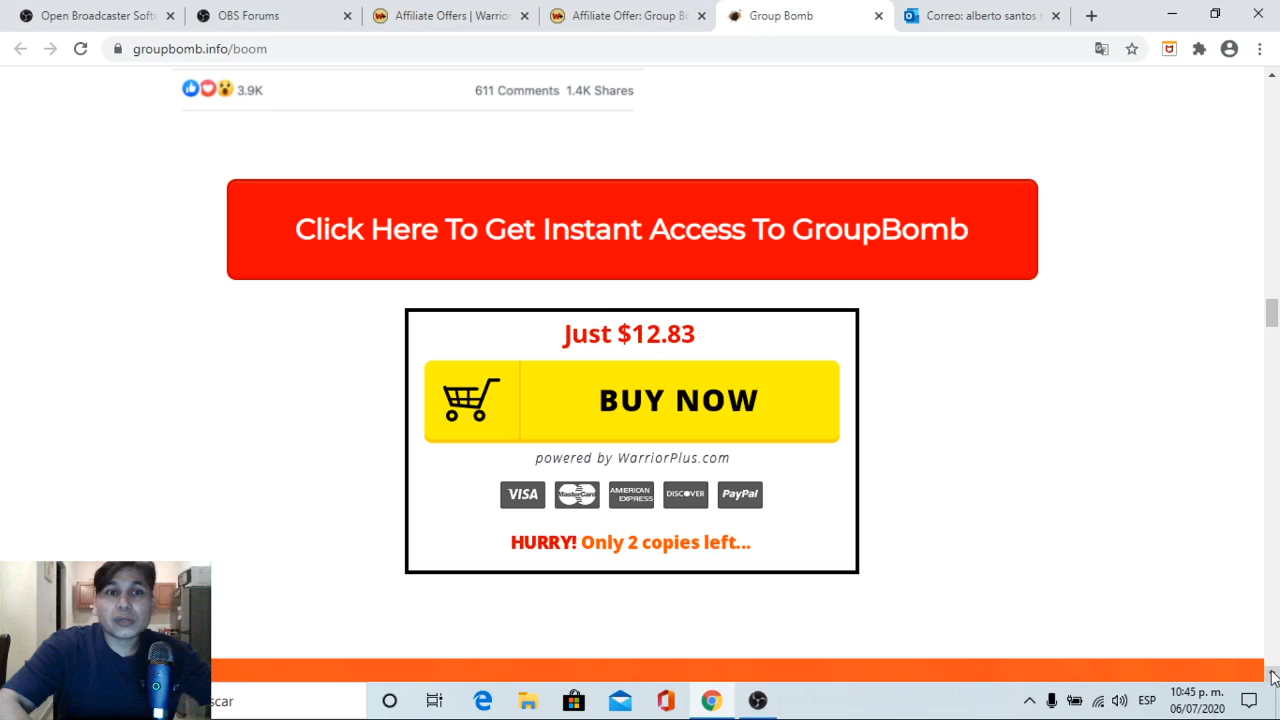 Open Broadcaster Softw
OBS Forums
Affiliate Offers | Warrior
Affiliate Offer: Group B
Group Bomb
Correo: alberto santos
groupbomb.info/boom
3.9K
611 Comments 1.4K Shares
Click Here To Get Instant Access To GroupBomb
Just $12.83
BUY NOW
powered by WarriorPlus.com
VISA MasterCard AMERICAN EXPRESS DISCOVER PayPal
HURRY! Only 2 copies left...
scar
ESP
10:45 p. m.
06/07/2020